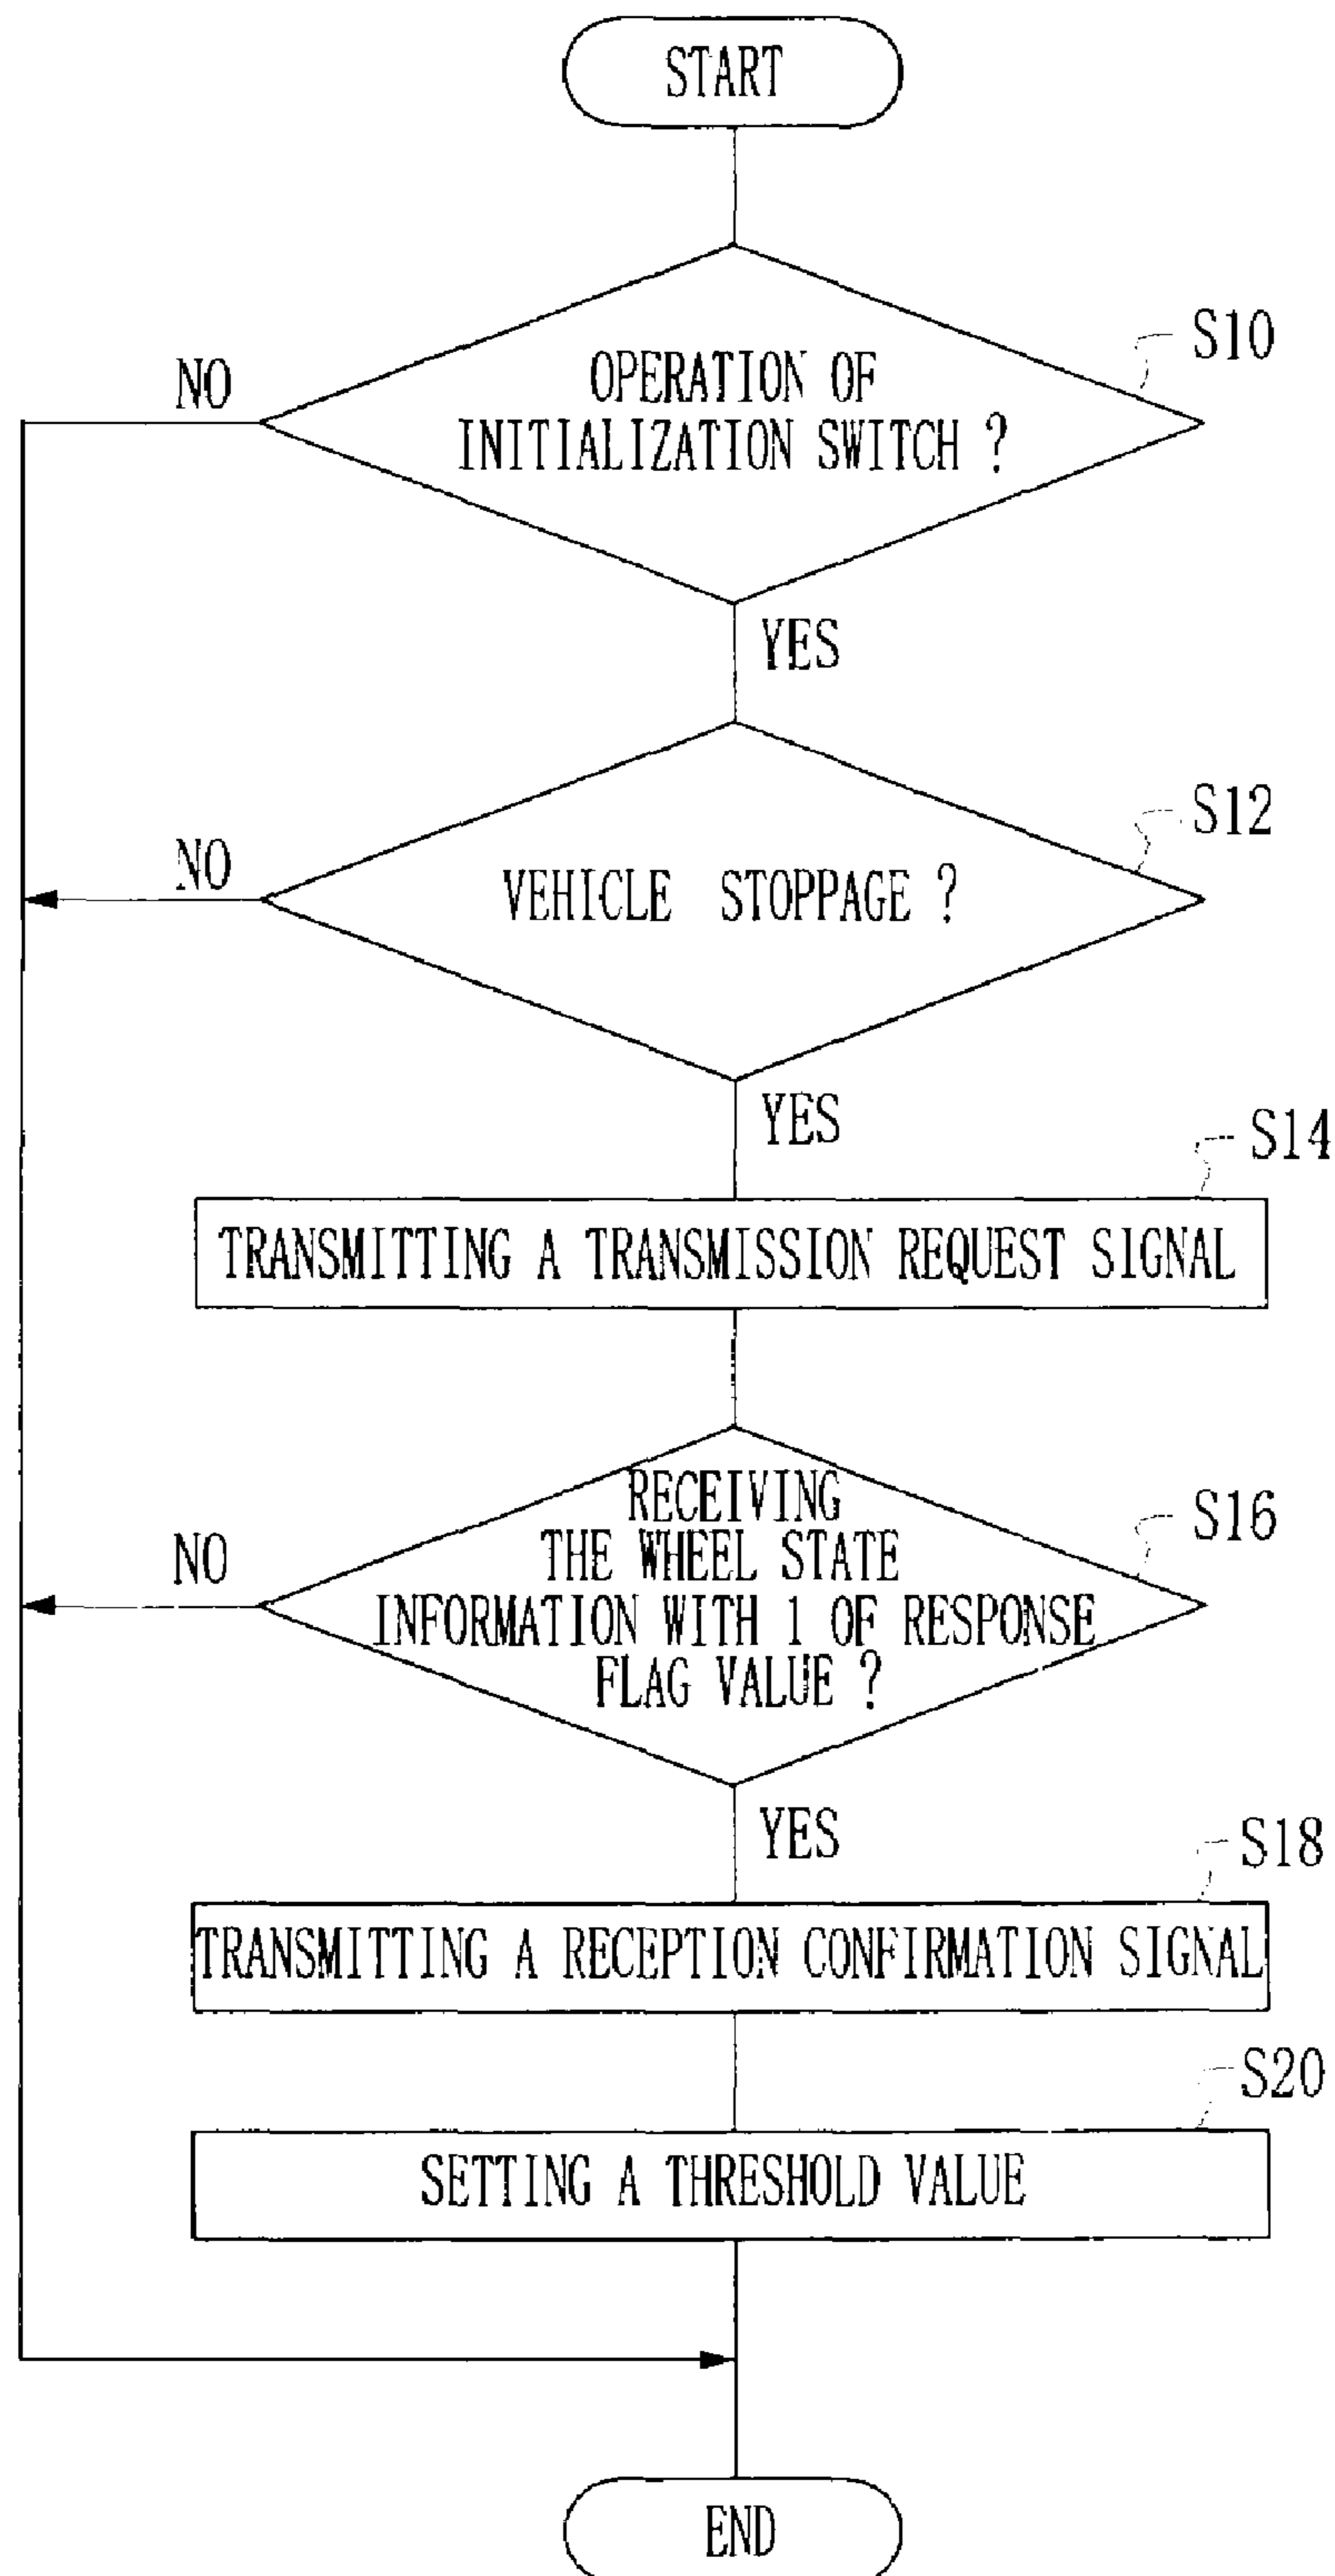 START
S10
NO
OPERATION OF
INITIALIZATION SWITCH ?
YES
S12
NO
VEHICLE STOPPAGE ?
YES
S14
TRANSMITTING A TRANSMISSION REQUEST SIGNAL
RECEIVING
S16
NO
THE WHEEL STATE
INFORMATION WITH 1 OF RESPONSE
FLAG VALUE ?
YES
S18
TRANSMITTING A RECEPTION CONFIRMATION SIGNAL
S20
SETTING A THRESHOLD VALUE
END